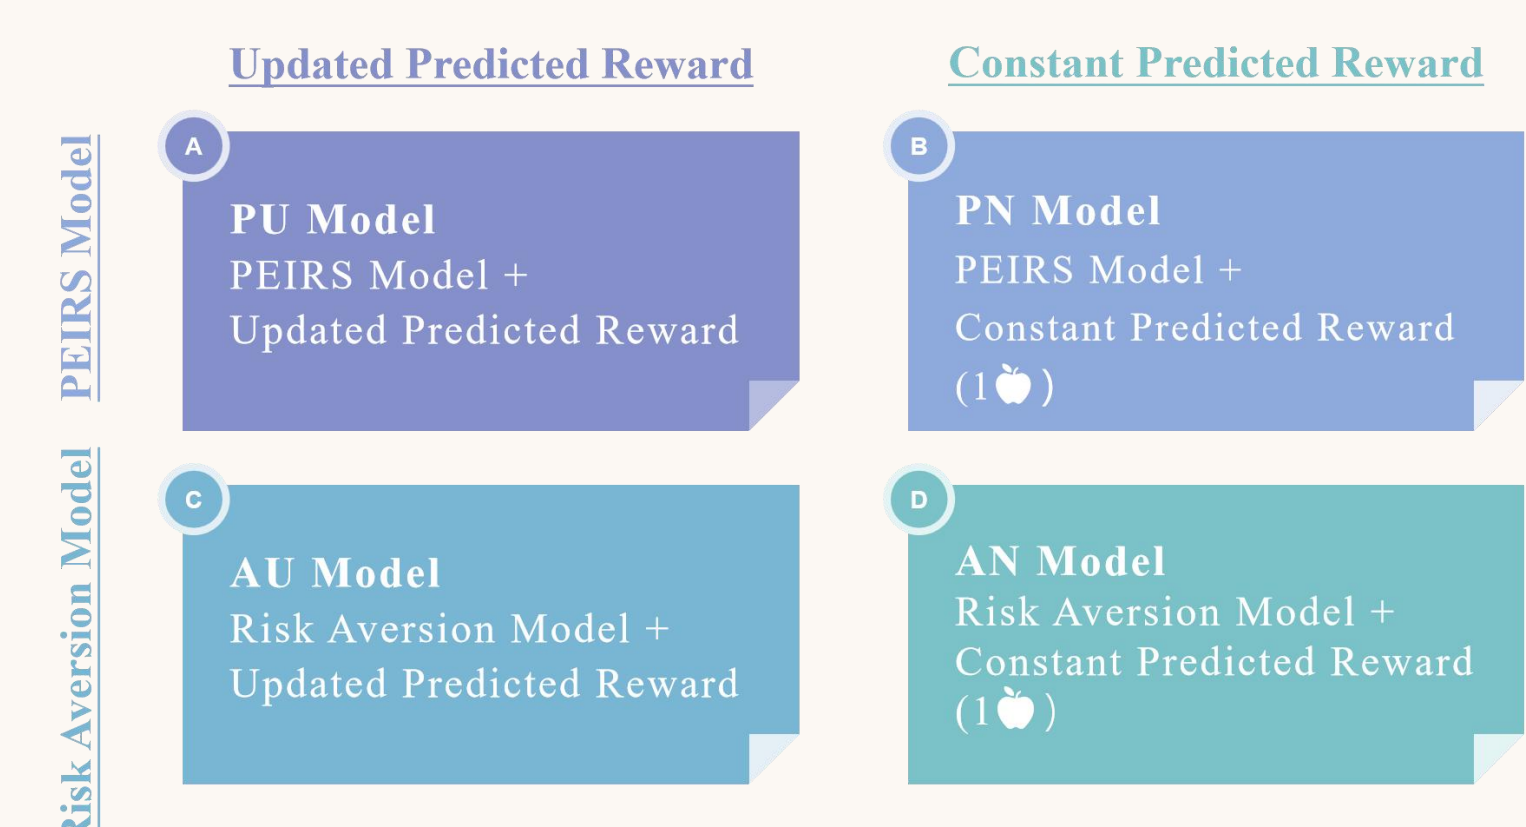 Updated Predicted Reward
Constant Predicted Reward
PEIRS Model
A
PU Model
PEIRS Model +
Updated Predicted Reward
B
PN Model
PEIRS Model +
Constant Predicted Reward
(1 )
Risk Aversion Model
C
AU Model
Risk Aversion Model +
Updated Predicted Reward
D
AN Model
Risk Aversion Model +
Constant Predicted Reward
(1 )